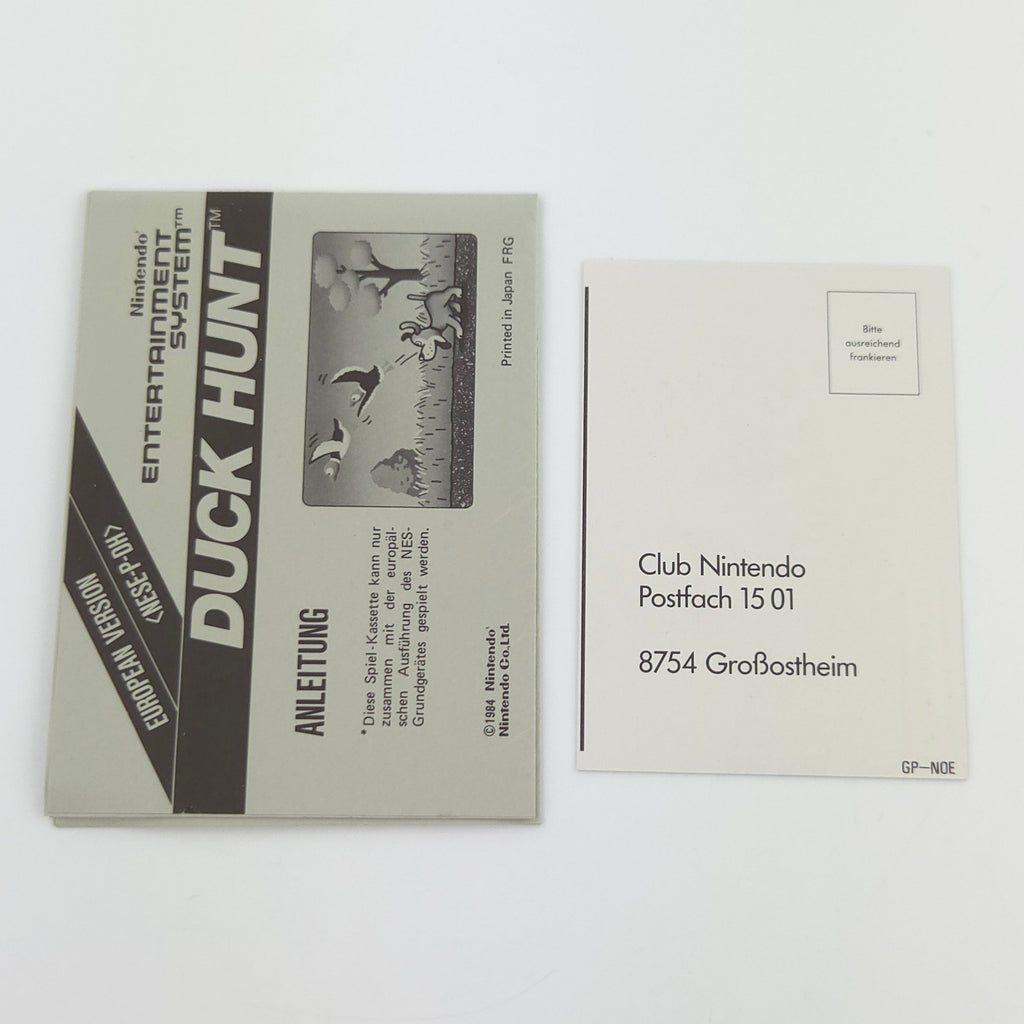 EUROPEAN VERSION
〈NESE-P-DH〉
Nintendo
ENTERTAINMENT
SYSTEM™
DUCK HUNT™
ANLEITUNG
*Diese Spiel-Kassette kann nur
zusammen mit der europäi-
schen Ausführung des NES-
Grundgerätes gespielt werden.
©1984 Nintendo
Nintendo Co.,Ltd.
Printed in Japan FRG
Bitte
ausreichend
frankieren
Club Nintendo
Postfach 15 01
8754 Großostheim
GP-NOE